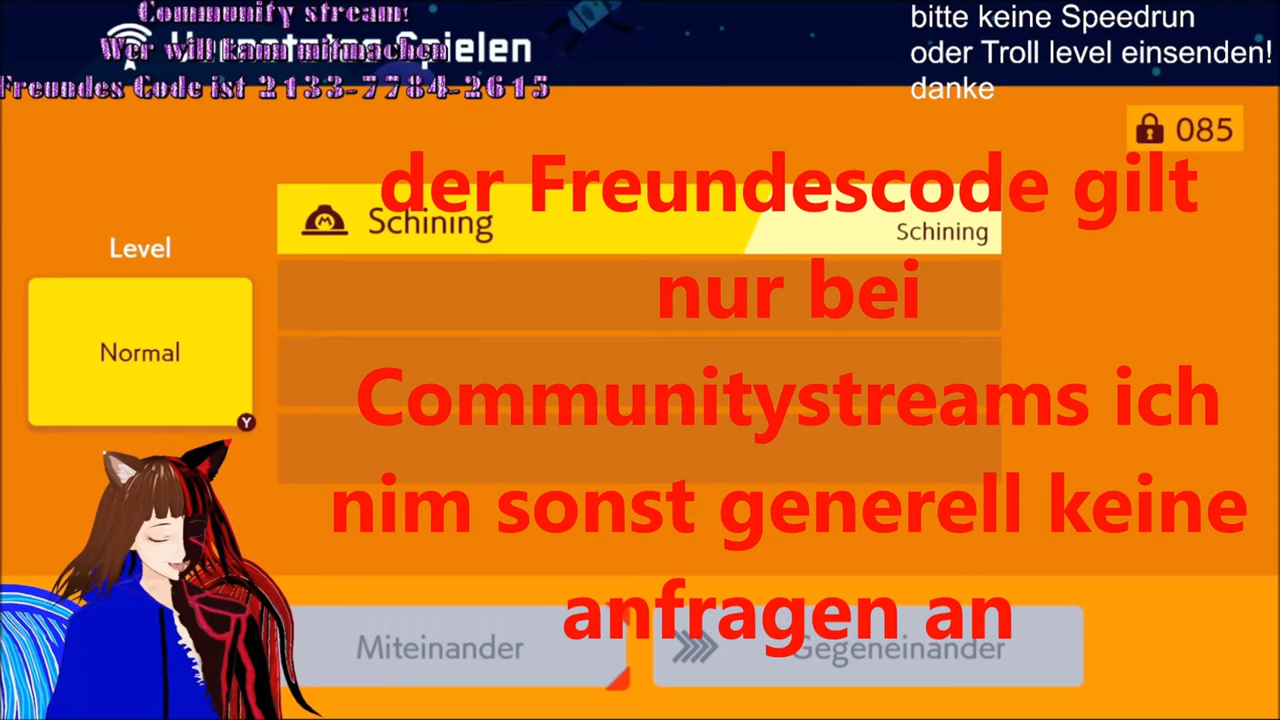 Community stream!
Wer will kann mitmachen
Freundes Code ist 2133-7784-2615
Spielen
bitte keine Speedrun
oder Troll level einsenden!
danke
085
der Freundescode gilt
nur bei
Communitystreams ich
nim sonst generell keine
anfragen an
Schining
Schining
Level
Normal
Y
Miteinander
Gegeneinander